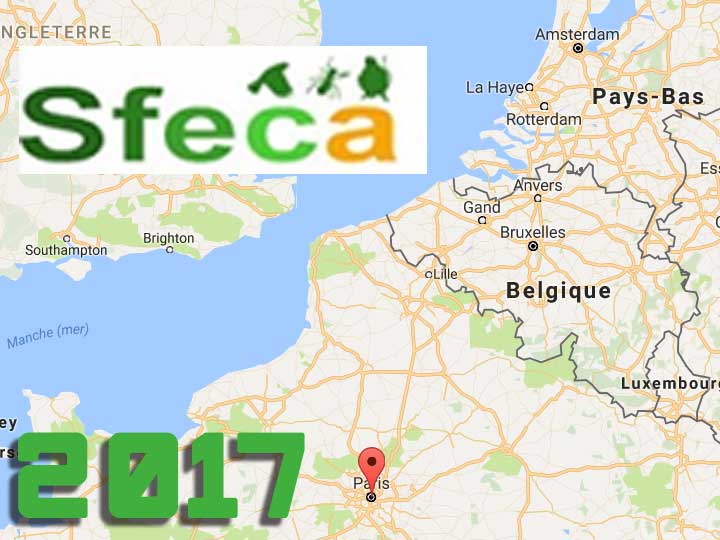 NGLETERRE
Sfeca
Amsterdam
La Haye
Pays-Bas
Rotterdam
Ess
Anvers
Gand
Bruxelles
Southampton
Brighton
Lille
Belgique
Manche (mer)
Luxembourg
ey
ers
2017
Paris